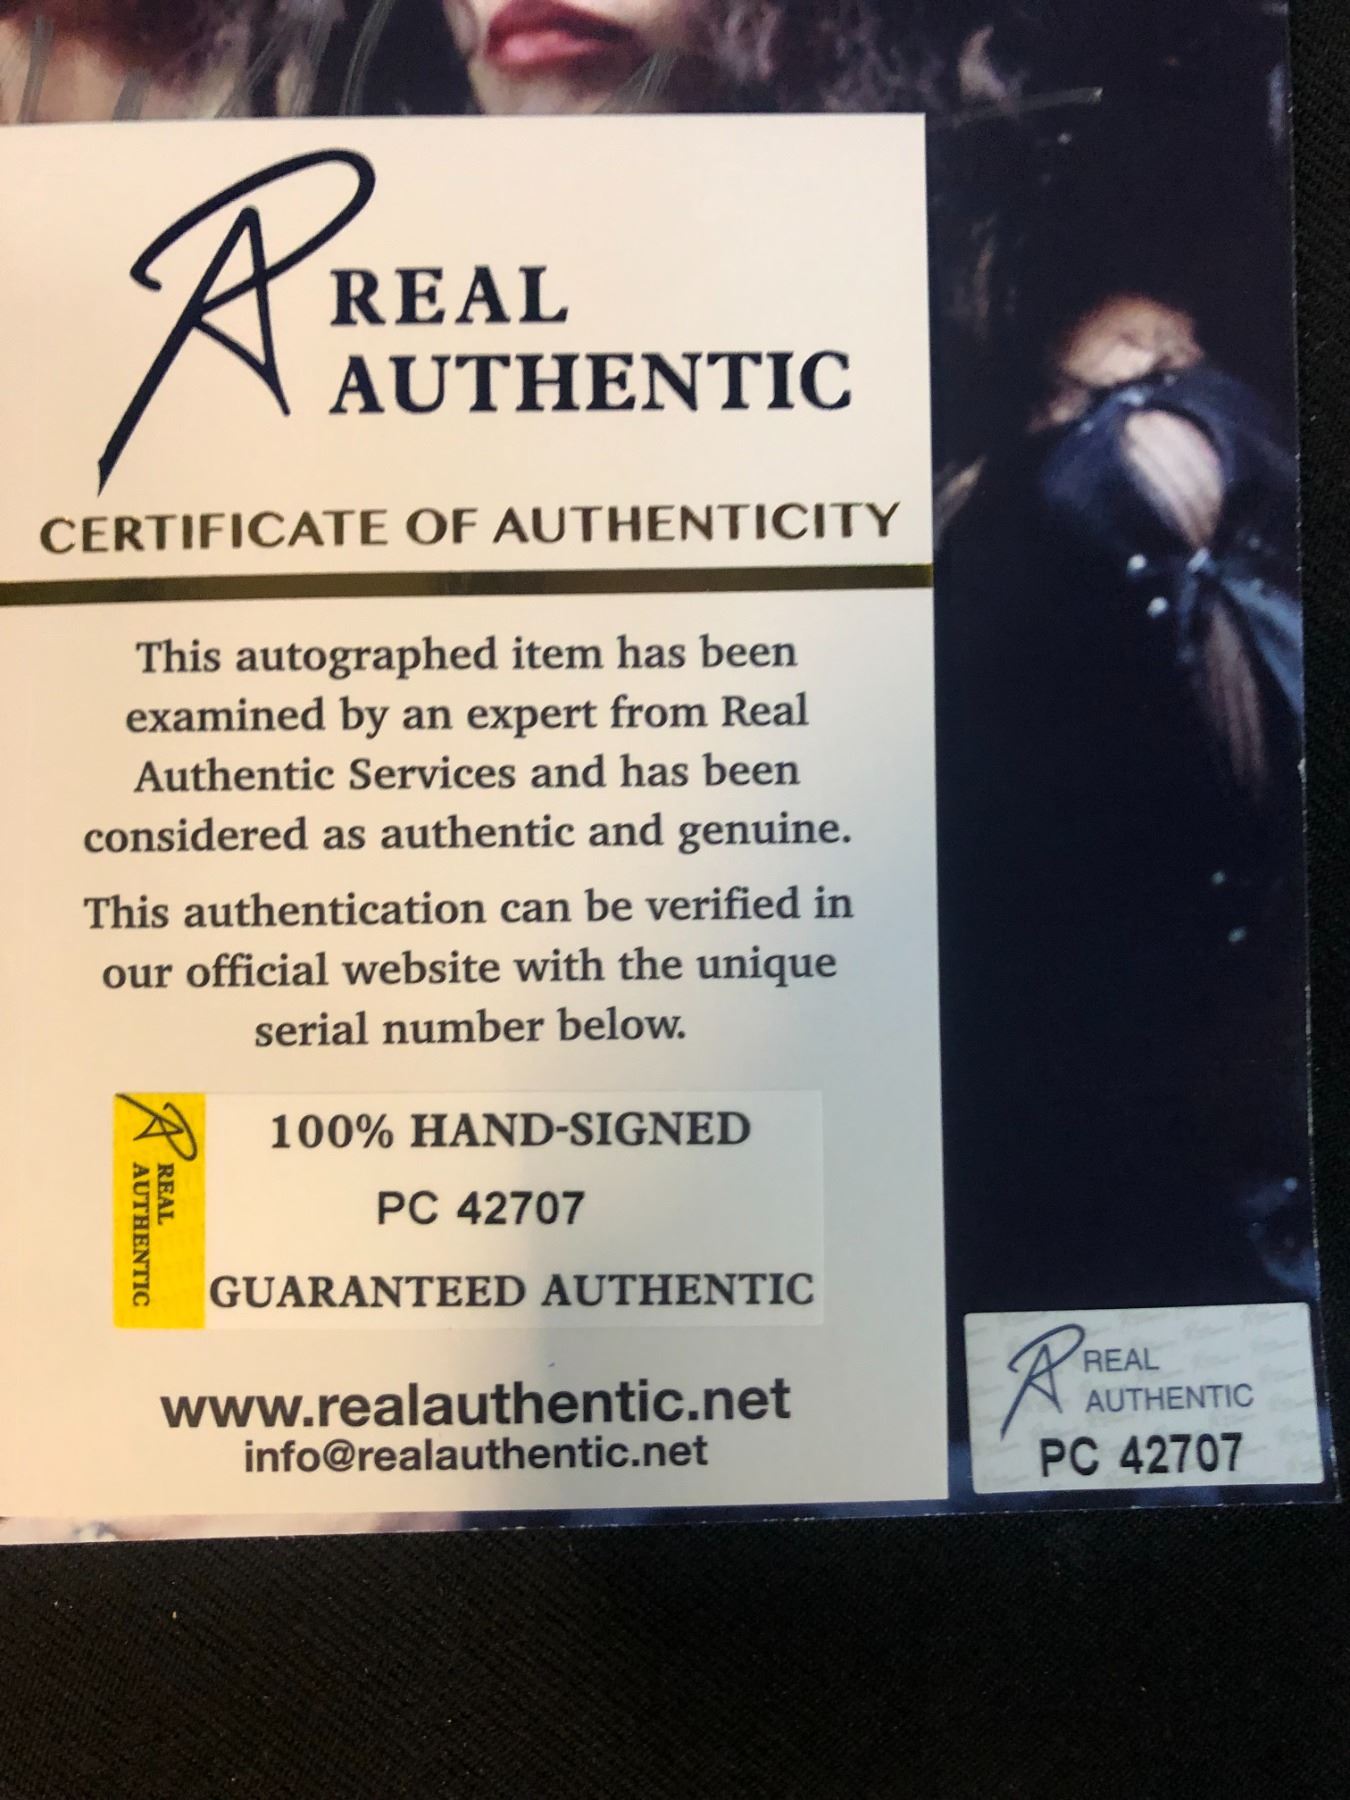 REAL
AUTHENTIC
CERTIFICATE OF AUTHENTICITY
This autographed item has been
examined by an expert from Real
Authentic Services and has been
considered as authentic and genuine.
This authentication can be verified in
our official website with the unique
serial number below.
REAL
AUTHENTIC
100% HAND-SIGNED
PC 42707
GUARANTEED AUTHENTIC
www.realauthentic.net
info@realauthentic.net
REAL
AUTHENTIC
PC 42707